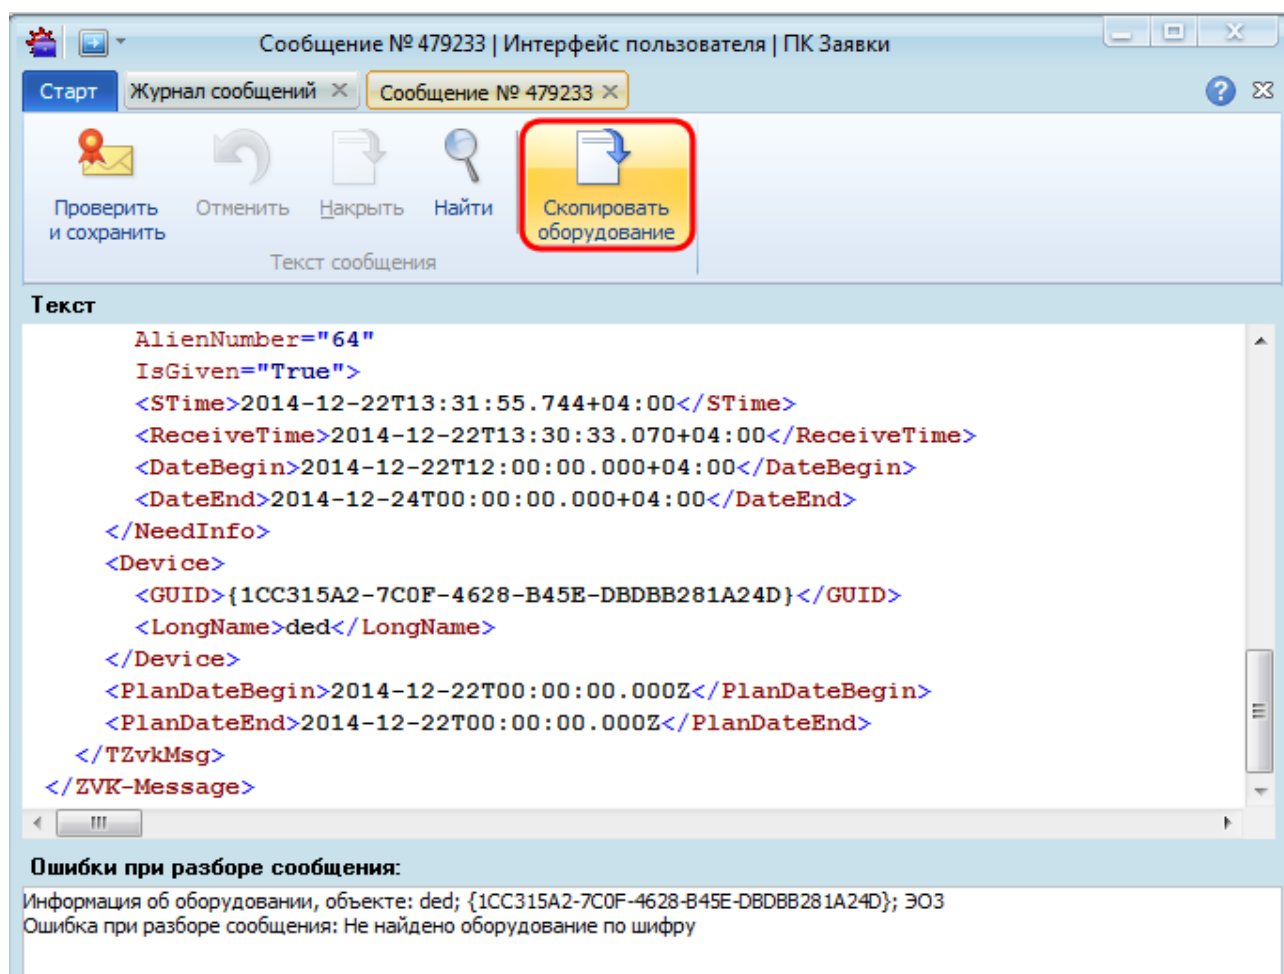 Сообщение № 479233 | Интерфейс пользователя | ПК Заявки
Старт Журнал сообщений Сообщение № 479233
Проверить и сохранить
Отменить
Накрыть
Найти
Скопировать оборудование
Текст сообщения
Текст
AlienNumber="64"
IsGiven="True">
<STime>2014-12-22T13:31:55.744+04:00</STime>
<ReceiveTime>2014-12-22T13:30:33.070+04:00</ReceiveTime>
<DateBegin>2014-12-22T12:00:00.000+04:00</DateBegin>
<DateEnd>2014-12-24T00:00:00.000+04:00</DateEnd>
</NeedInfo>
<Device>
<GUID>{1CC315A2-7C0F-4628-B45E-DBDBB281A24D}</GUID>
<LongName>ded</LongName>
</Device>
<PlanDateBegin>2014-12-22T00:00:00.000Z</PlanDateBegin>
<PlanDateEnd>2014-12-22T00:00:00.000Z</PlanDateEnd>
</TZvkMsg>
</ZVK-Message>
Ошибки при разборе сообщения:
Информация об оборудовании, объекте: ded; {1CC315A2-7C0F-4628-B45E-DBDBB281A24D}; ЭОЗ
Ошибка при разборе сообщения: Не найдено оборудование по шифру